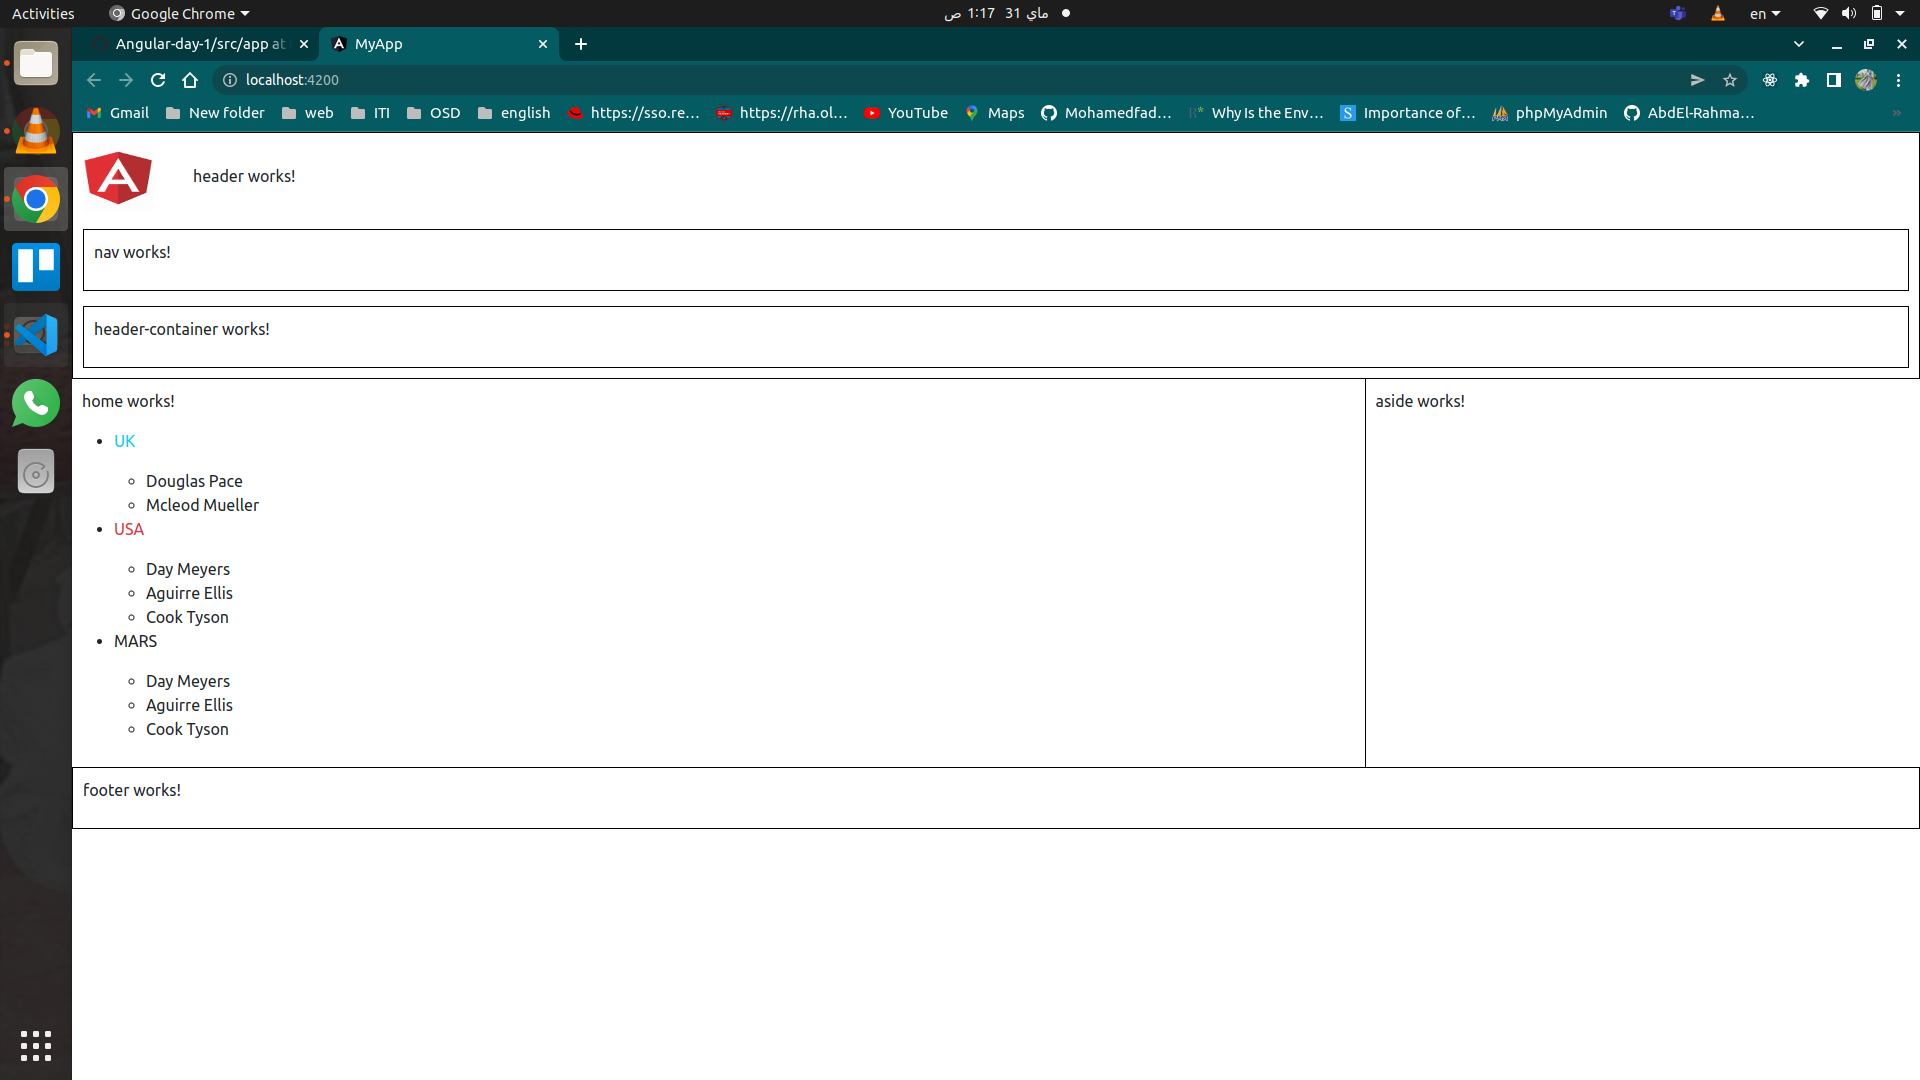 Activities Google Chrome ماي 31 1:17 ص en
Angular-day-1/src/app at MyApp
localhost:4200
Gmail New folder web ITI OSD english https://sso.re… https://rha.ol… YouTube Maps Mohamedfad… Why Is the Env… Importance of… phpMyAdmin AbdEl-Rahma…
header works!
nav works!
header-container works!
home works!
UK
Douglas Pace
Mcleod Mueller
USA
Day Meyers
Aguirre Ellis
Cook Tyson
MARS
Day Meyers
Aguirre Ellis
Cook Tyson
aside works!
footer works!